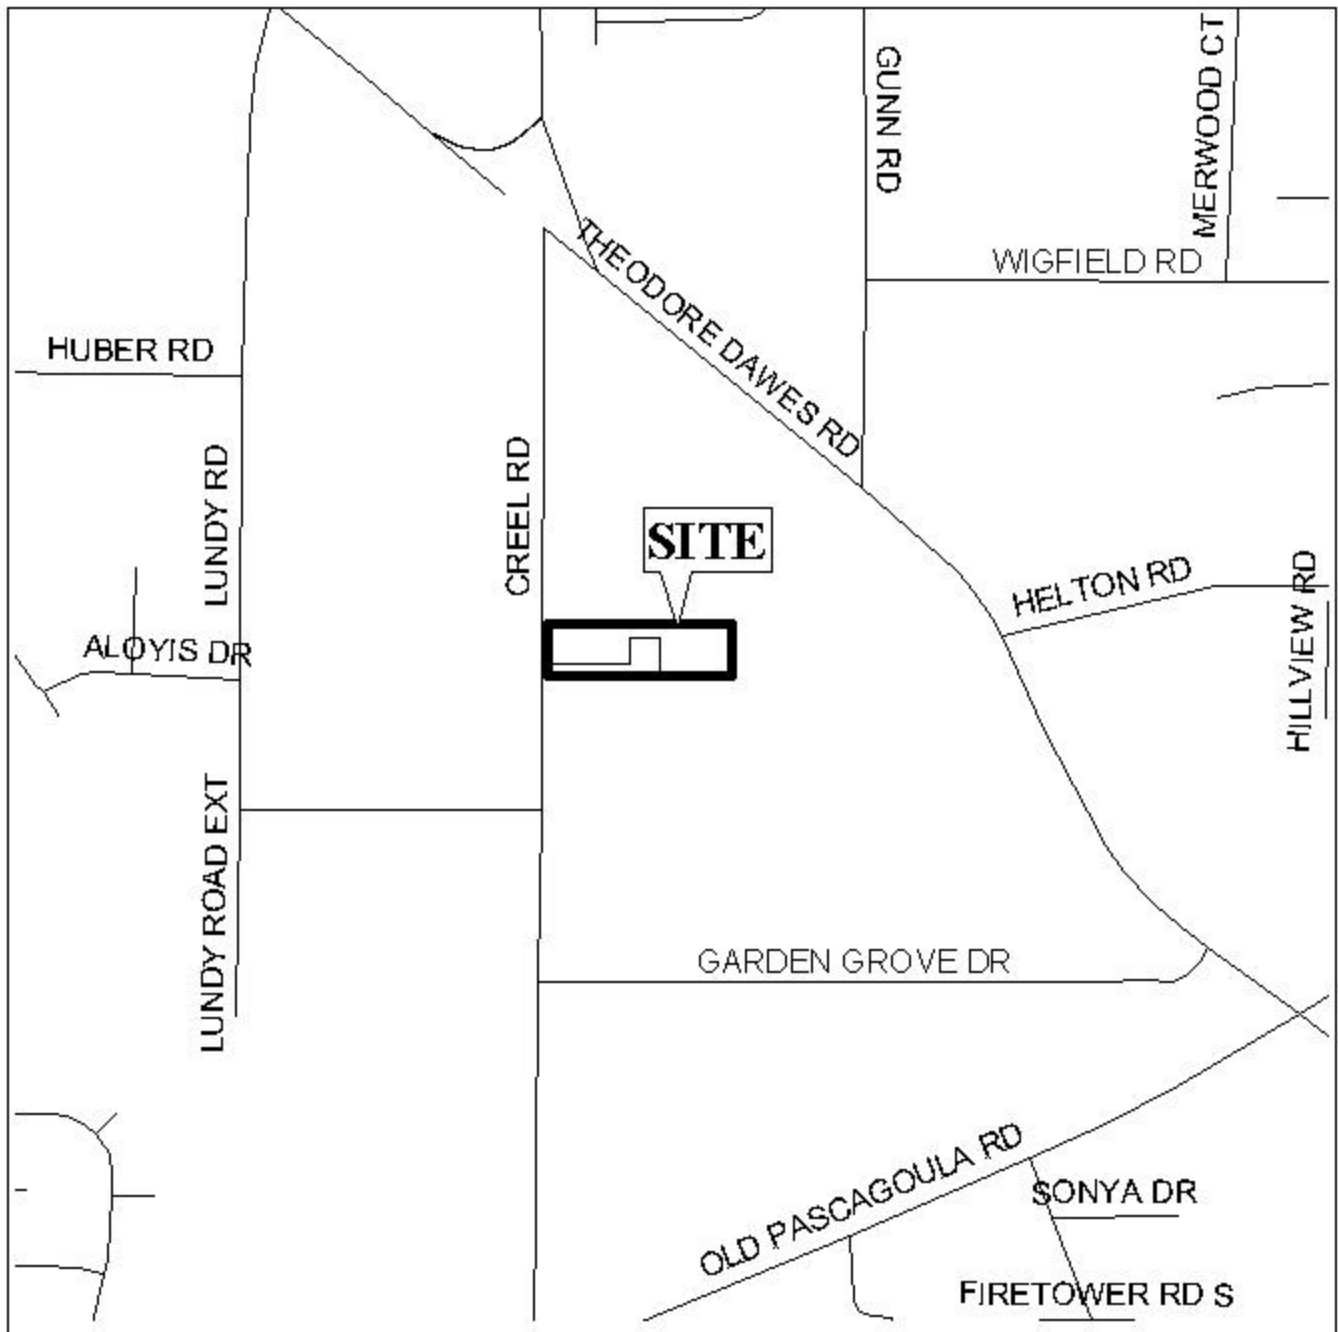 GUNN RD
MERWOOD CT
WIGFIELD RD
THEODORE DAWES RD
HUBER RD
LUNDY RD
CREEL RD
SITE
HELTON RD
HILLVIEW RD
ALOYIS DR
LUNDY ROAD EXT
GARDEN GROVE DR
OLD PASCAGOULA RD
SONYA DR
FIRETOWER RD S